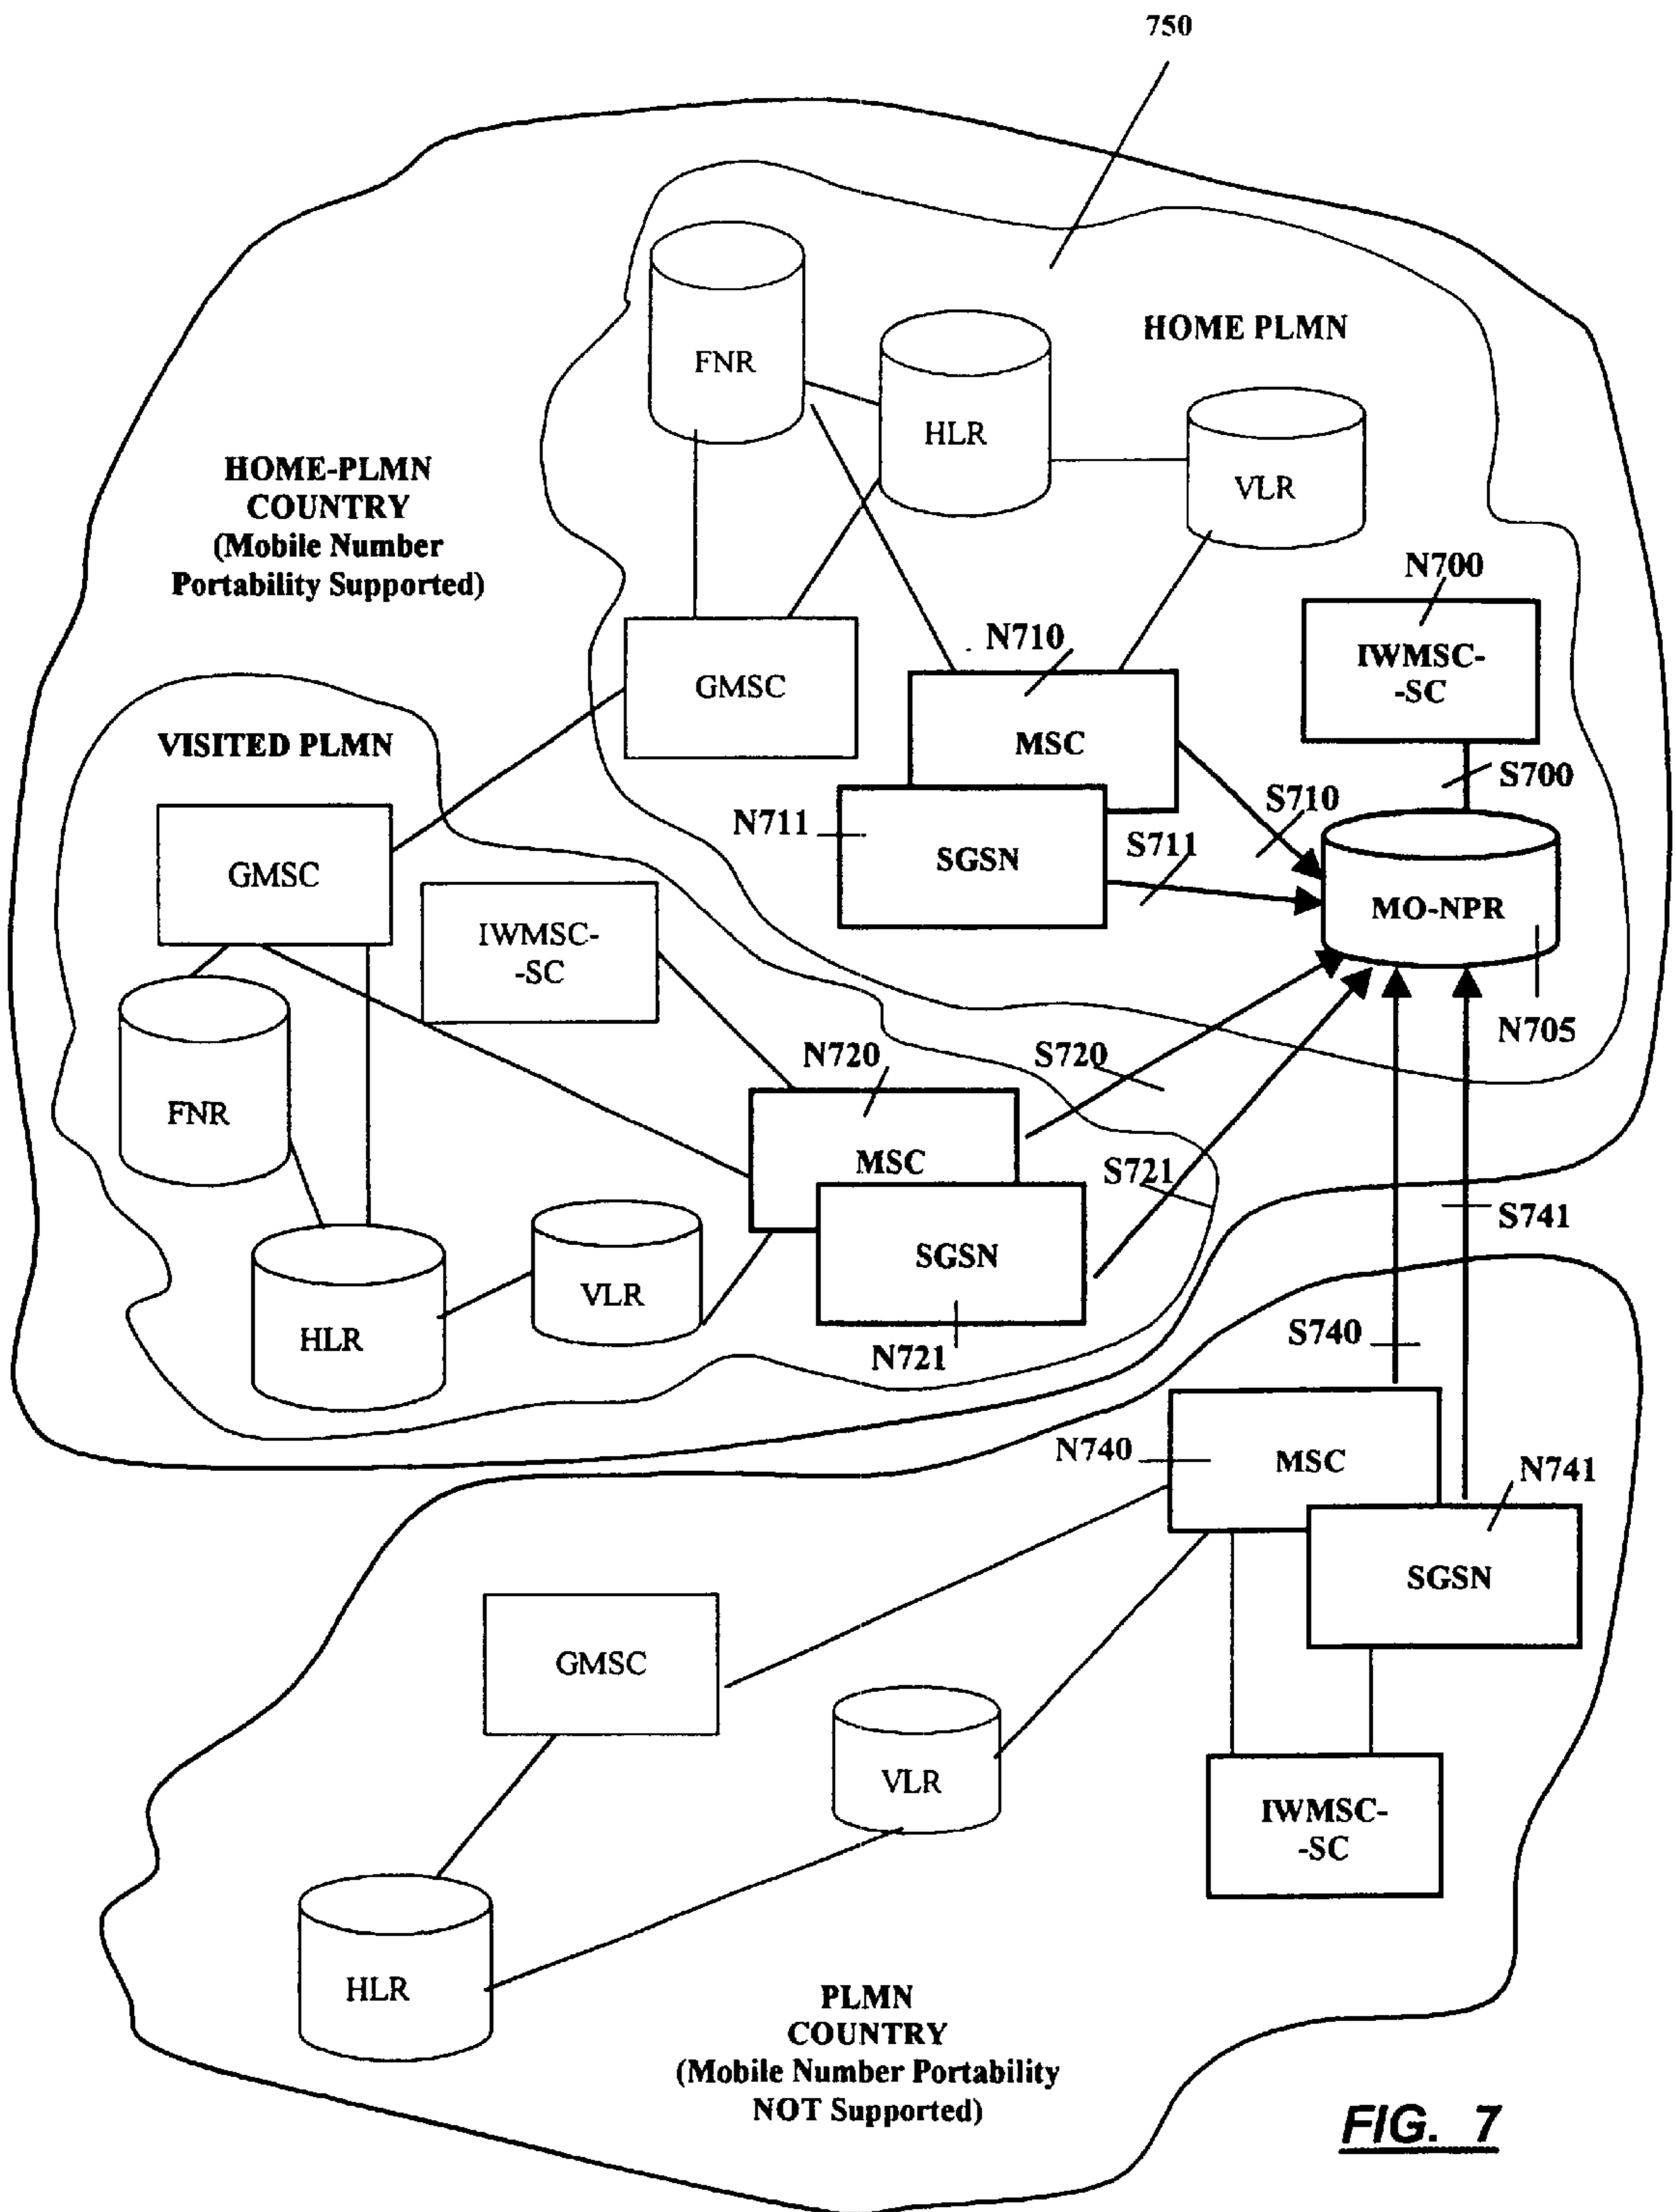 750
FNR
HOME PLMN
HLR
VLR
HOME-PLMN
COUNTRY
(Mobile Number
Portability Supported)
N700
IWMSC-
-SC
N710
GMSC
MSC
S700
VISITED PLMN
N711
S710
S711
SGSN
GMSC
MO-NPR
IWMSC-
-SC
N705
N720
S720
FNR
MSC
S721
S741
SGSN
VLR
HLR
N721
S740
N740
MSC
N741
SGSN
GMSC
VLR
IWMSC-
-SC
HLR
PLMN
COUNTRY
(Mobile Number Portability
NOT Supported)
FIG. 7